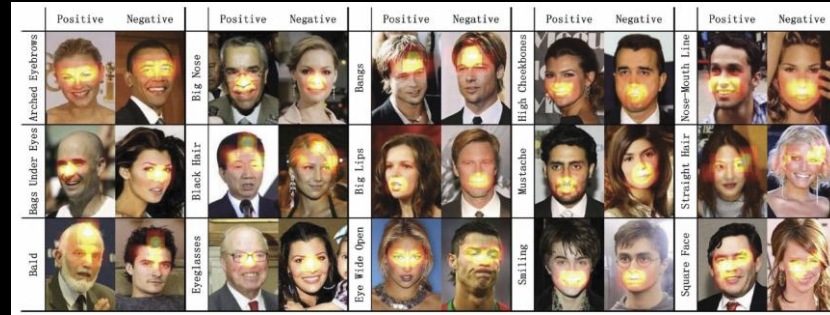 Positive Negative Positive Negative Positive Negative Positive Negative Positive Negative
Arched Eyebrows
Big Nose
Bangs
High Cheekbones
Nose-Mouth Line
Bags Under Eyes
Black Hair
Big Lips
Mustache
Straight Hair
Bald
Eyeglasses
Eye Wide Open
Smiling
Square Face